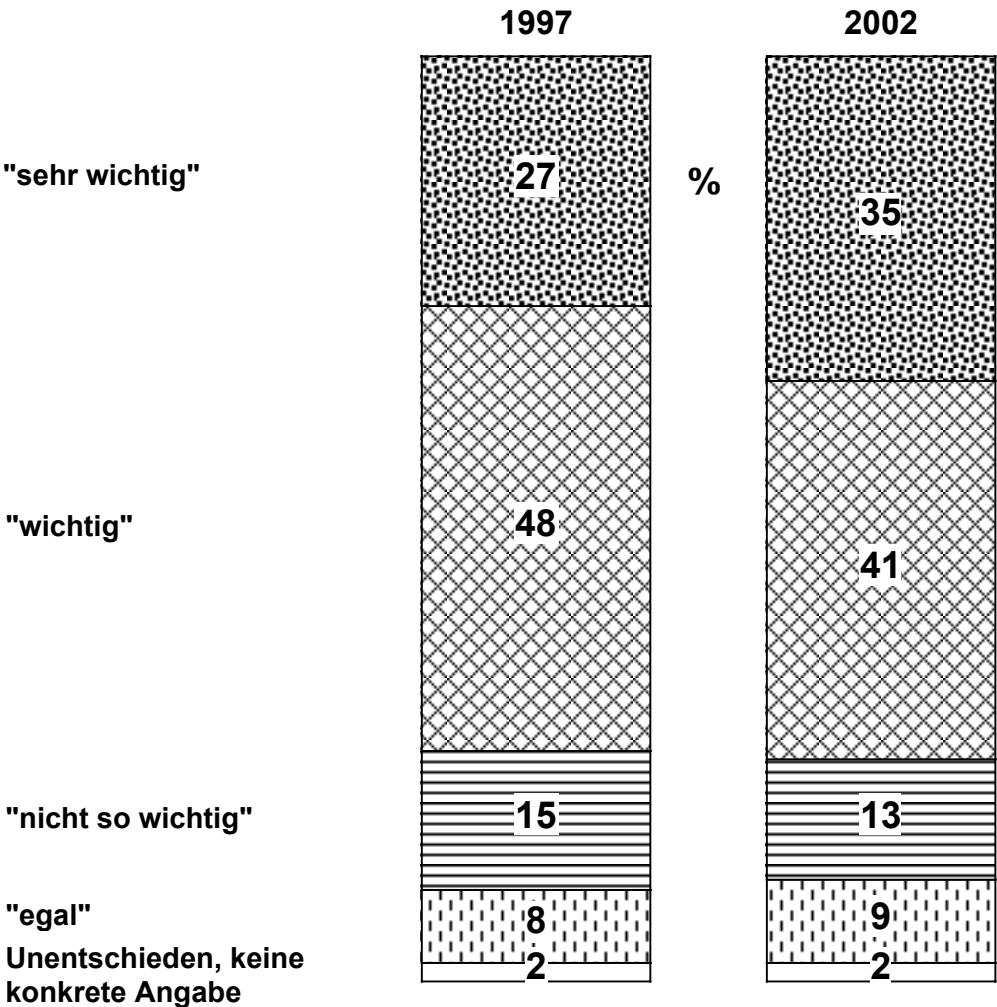 1997 2002
"sehr wichtig" 27 % 35
"wichtig" 48 41
"nicht so wichtig" 15 13
"egal" 8 9
Unentschieden, keine 2 2
konkrete Angabe